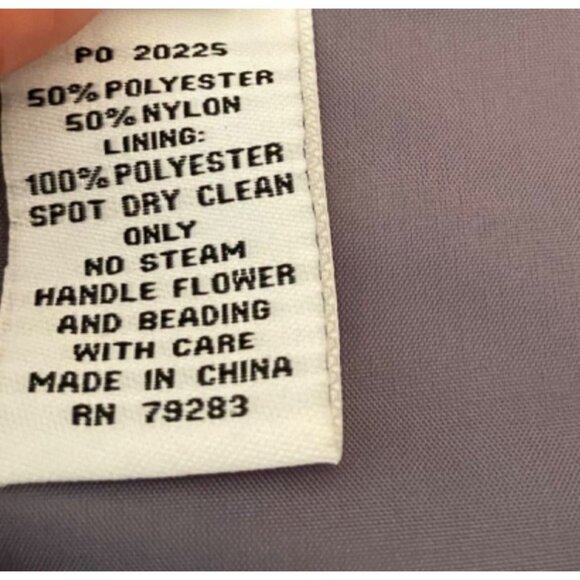 PO 20225
50% POLYESTER
50% NYLON
LINING:
100% POLYESTER
SPOT DRY CLEAN
ONLY
NO STEAM
HANDLE FLOWER
AND BEADING
WITH CARE
MADE IN CHINA
RN 79283